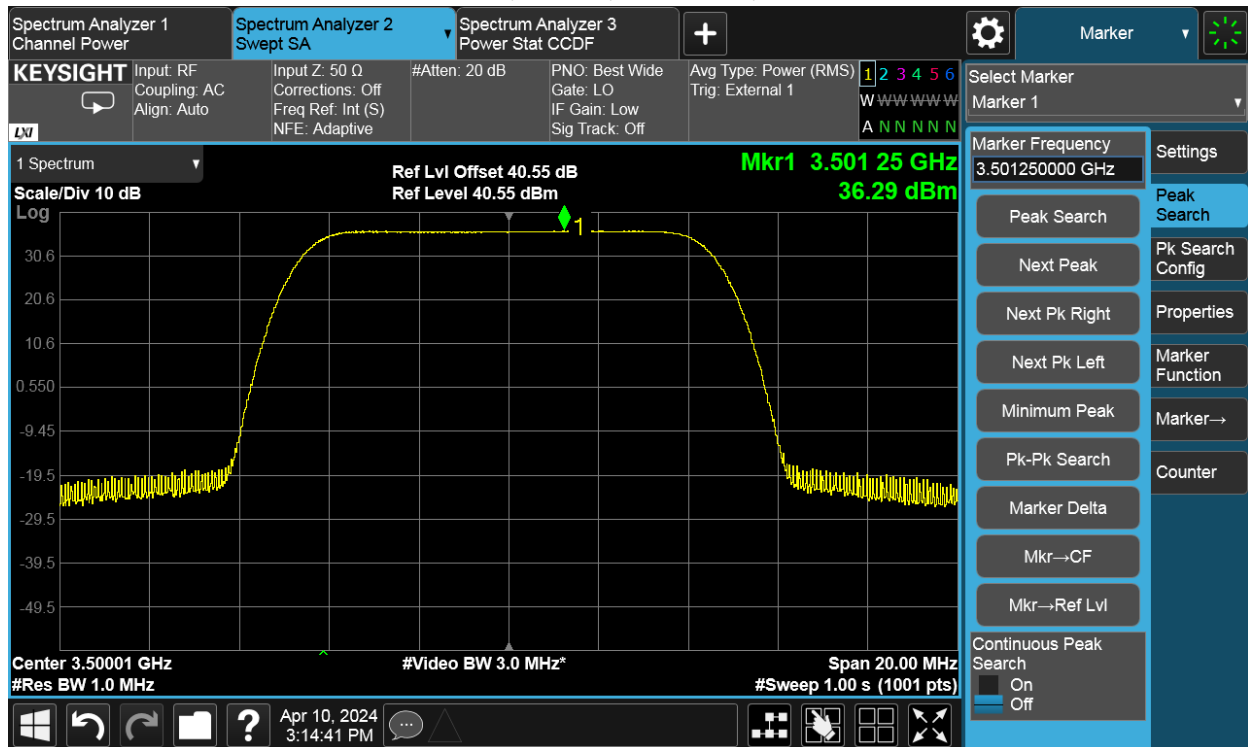 Spectrum Analyzer 1
Channel Power
Spectrum Analyzer 2
Swept SA
Spectrum Analyzer 3
Power Stat CCDF
+
Marker
KEYSIGHT
LXI
Input: RF
Coupling: AC
Align: Auto
Input Z: 50 Ω
Corrections: Off
Freq Ref: Int (S)
NFE: Adaptive
#Atten: 20 dB
PNO: Best Wide
Gate: LO
IF Gain: Low
Sig Track: Off
Avg Type: Power (RMS)
Trig: External 1
1 2 3 4 5 6
W W W W W W
A N N N N N
Select Marker
Marker 1
1 Spectrum
Scale/Div 10 dB
Log
Ref Lvl Offset 40.55 dB
Ref Level 40.55 dBm
Mkr1 3.501 25 GHz
36.29 dBm
1
30.6
20.6
10.6
0.550
-9.45
-19.5
-29.5
-39.5
-49.5
Center 3.50001 GHz
#Res BW 1.0 MHz
#Video BW 3.0 MHz*
Span 20.00 MHz
#Sweep 1.00 s (1001 pts)
Marker Frequency
3.501250000 GHz
Peak Search
Next Peak
Next Pk Right
Next Pk Left
Minimum Peak
Pk-Pk Search
Marker Delta
Mkr→CF
Mkr→Ref Lvl
Continuous Peak
Search
On
Off
Settings
Peak
Search
Pk Search
Config
Properties
Marker
Function
Marker→
Counter
?
Apr 10, 2024
3:14:41 PM